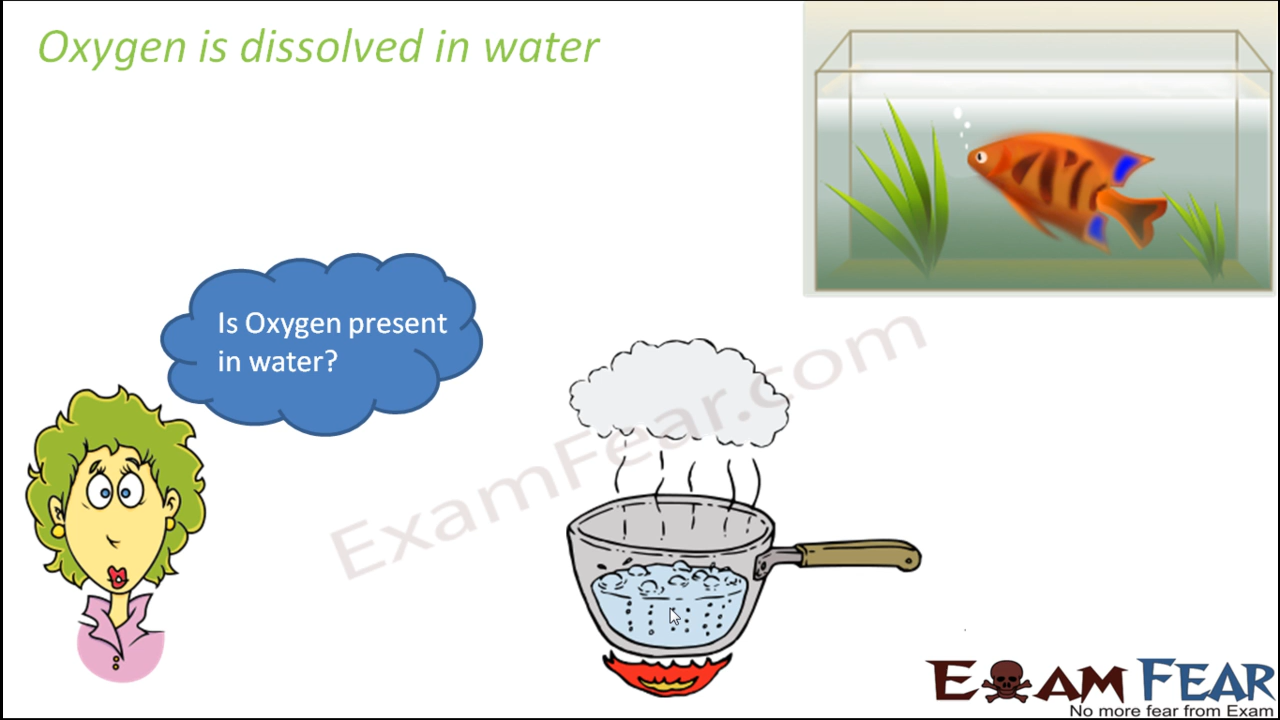 Oxygen is dissolved in water
Is Oxygen present
in water?
ExamFear.com
EXAM FEAR
No more fear from Exam